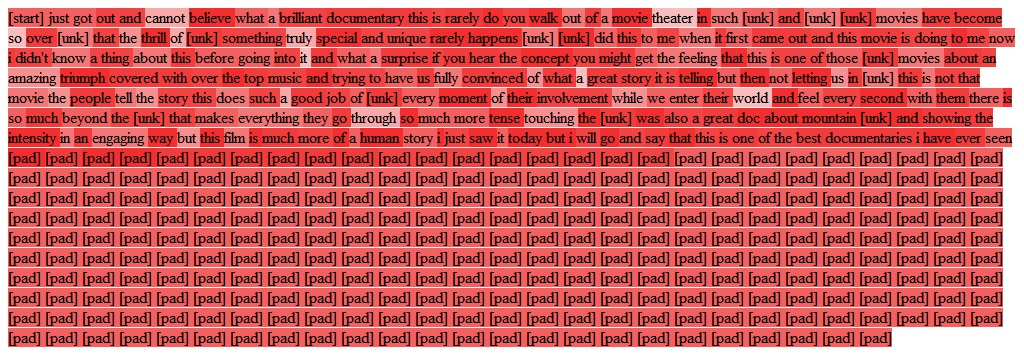 [start] just got out and cannot believe what a brilliant documentary this is rarely do you walk out of a movie theater in such [unk] and [unk] [unk] movies have become
so over [unk] that the thrill of [unk] something truly special and unique rarely happens [unk] [unk] did this to me when it first came out and this movie is doing to me now
i didn't know a thing about this before going into it and what a surprise if you hear the concept you might get the feeling that this is one of those [unk] movies about an
amazing triumph covered with over the top music and trying to have us fully convinced of what a great story it is telling but then not letting us in [unk] this is not that
movie the people tell the story this does such a good job of [unk] every moment of their involvement while we enter their world and feel every second with them there is
so much beyond the [unk] that makes everything they go through so much more tense touching the [unk] was also a great doc about mountain [unk] and showing the
intensity in an engaging way but this film is much more of a human story i just saw it today but i will go and say that this is one of the best documentaries i have ever seen
[pad] [pad] [pad] [pad] [pad] [pad] [pad] [pad] [pad] [pad] [pad] [pad] [pad] [pad] [pad] [pad] [pad] [pad] [pad] [pad] [pad] [pad] [pad] [pad] [pad] [pad] [pad]
[pad] [pad] [pad] [pad] [pad] [pad] [pad] [pad] [pad] [pad] [pad] [pad] [pad] [pad] [pad] [pad] [pad] [pad] [pad] [pad] [pad] [pad] [pad] [pad] [pad] [pad] [pad]
[pad] [pad] [pad] [pad] [pad] [pad] [pad] [pad] [pad] [pad] [pad] [pad] [pad] [pad] [pad] [pad] [pad] [pad] [pad] [pad] [pad] [pad] [pad] [pad] [pad] [pad] [pad]
[pad] [pad] [pad] [pad] [pad] [pad] [pad] [pad] [pad] [pad] [pad] [pad] [pad] [pad] [pad] [pad] [pad] [pad] [pad] [pad] [pad] [pad] [pad] [pad] [pad] [pad] [pad]
[pad] [pad] [pad] [pad] [pad] [pad] [pad] [pad] [pad] [pad] [pad] [pad] [pad] [pad] [pad] [pad] [pad] [pad] [pad] [pad] [pad] [pad] [pad] [pad] [pad] [pad] [pad]
[pad] [pad] [pad] [pad] [pad] [pad] [pad] [pad] [pad] [pad] [pad] [pad] [pad] [pad] [pad] [pad] [pad] [pad] [pad] [pad] [pad] [pad] [pad] [pad] [pad] [pad] [pad]
[pad] [pad] [pad] [pad] [pad] [pad] [pad] [pad] [pad] [pad] [pad] [pad] [pad] [pad] [pad] [pad] [pad] [pad] [pad] [pad] [pad] [pad] [pad] [pad] [pad] [pad] [pad]
[pad] [pad] [pad] [pad] [pad] [pad] [pad] [pad] [pad] [pad] [pad] [pad] [pad] [pad] [pad] [pad] [pad] [pad] [pad] [pad] [pad] [pad] [pad] [pad] [pad] [pad] [pad]
[pad] [pad] [pad] [pad] [pad] [pad] [pad] [pad] [pad] [pad] [pad] [pad] [pad] [pad] [pad] [pad] [pad] [pad] [pad] [pad] [pad] [pad] [pad] [pad] [pad] [pad] [pad]
[pad] [pad] [pad] [pad] [pad] [pad] [pad] [pad] [pad] [pad] [pad] [pad] [pad] [pad] [pad] [pad] [pad] [pad] [pad] [pad] [pad] [pad] [pad] [pad]